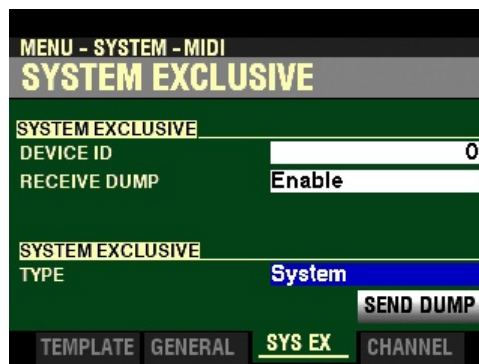 MENU - SYSTEM - MIDI
SYSTEM EXCLUSIVE
SYSTEM EXCLUSIVE
DEVICE ID 0
RECEIVE DUMP Enable
SYSTEM EXCLUSIVE
TYPE System
SEND DUMP
TEMPLATE GENERAL SYS EX CHANNEL